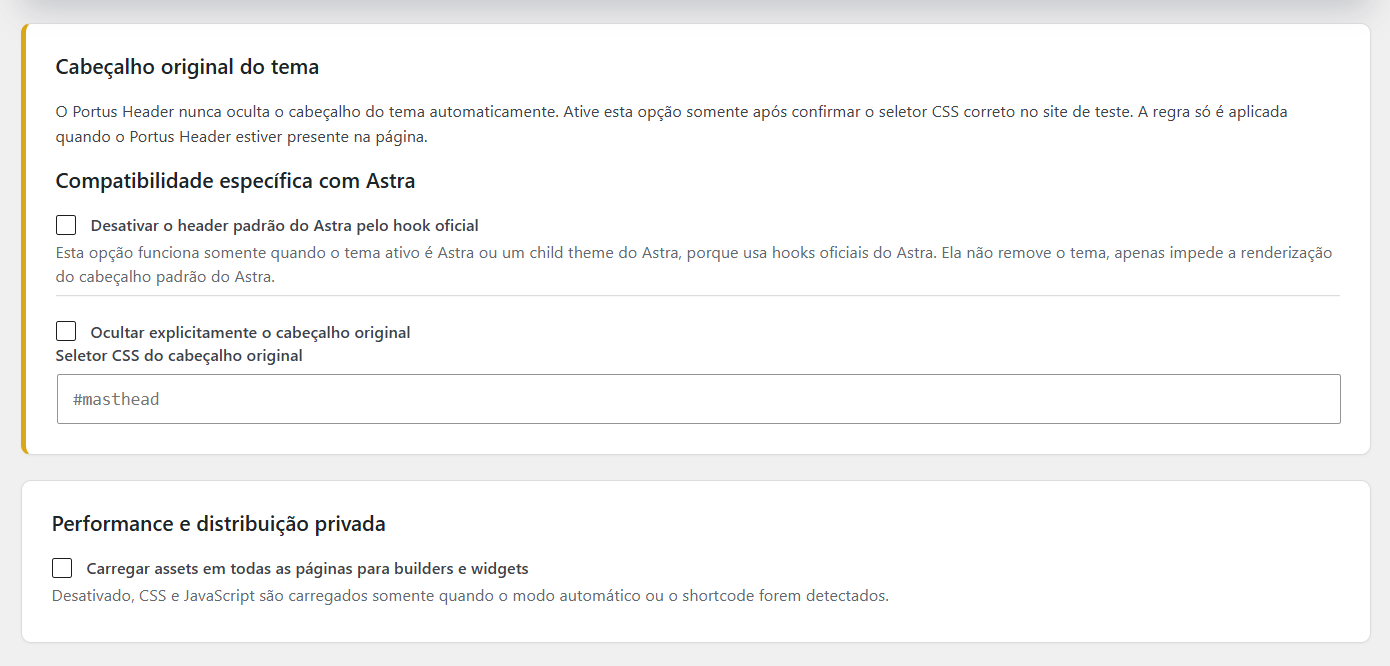 Cabeçalho original do tema
O Portus Header nunca oculta o cabeçalho do tema automaticamente. Ative esta opção somente após confirmar o seletor CSS correto no site de teste. A regra só é aplicada
quando o Portus Header estiver presente na página.
Compatibilidade específica com Astra
Desativar o header padrão do Astra pelo hook oficial
Esta opção funciona somente quando o tema ativo é Astra ou um child theme do Astra, porque usa hooks oficiais do Astra. Ela não remove o tema, apenas impede a renderização
do cabeçalho padrão do Astra.
Ocultar explicitamente o cabeçalho original
Seletor CSS do cabeçalho original
#masthead
Performance e distribuição privada
Carregar assets em todas as páginas para builders e widgets
Desativado, CSS e JavaScript são carregados somente quando o modo automático ou o shortcode forem detectados.